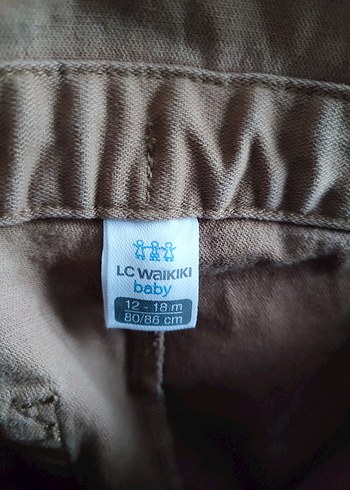 LC WAIKIKI
baby
12 - 18 m
80/86 cm